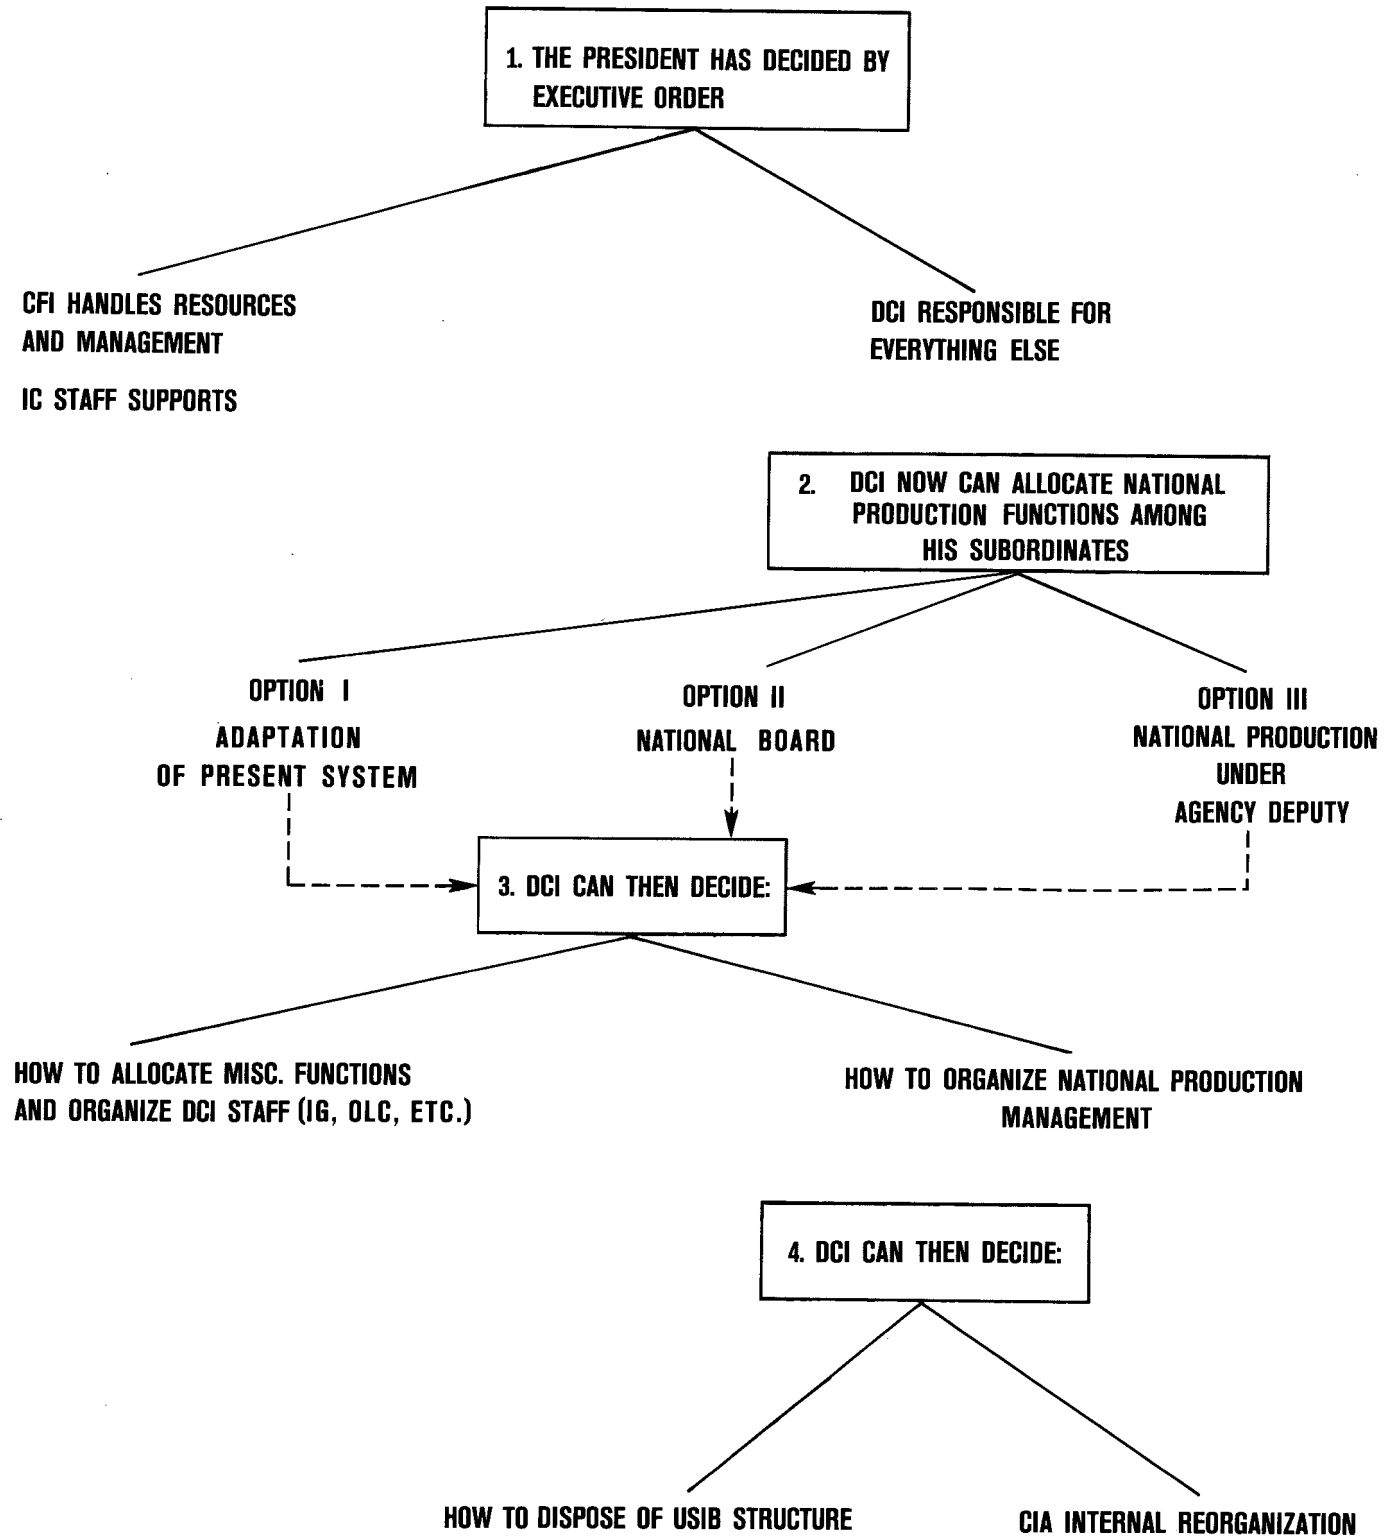 1. THE PRESIDENT HAS DECIDED BY
EXECUTIVE ORDER
CFI HANDLES RESOURCES
AND MANAGEMENT
IC STAFF SUPPORTS
DCI RESPONSIBLE FOR
EVERYTHING ELSE
2. DCI NOW CAN ALLOCATE NATIONAL
PRODUCTION FUNCTIONS AMONG
HIS SUBORDINATES
OPTION I
ADAPTATION
OF PRESENT SYSTEM
OPTION II
NATIONAL BOARD
OPTION III
NATIONAL PRODUCTION
UNDER
AGENCY DEPUTY
3. DCI CAN THEN DECIDE:
HOW TO ALLOCATE MISC. FUNCTIONS
AND ORGANIZE DCI STAFF (IG, OLC, ETC.)
HOW TO ORGANIZE NATIONAL PRODUCTION
MANAGEMENT
4. DCI CAN THEN DECIDE:
HOW TO DISPOSE OF USIB STRUCTURE
CIA INTERNAL REORGANIZATION